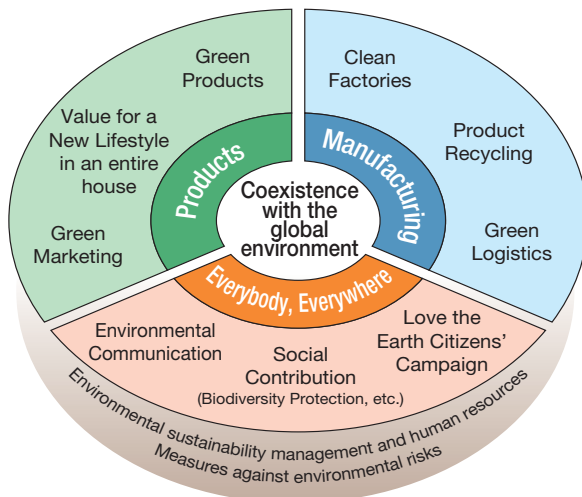 Green
Products
Value for a
New Lifestyle
in an entire
house
Green
Marketing
Products
Clean
Factories
Product
Recycling
Green
Logistics
Manufacturing
Coexistence
with the
global
environment
Everybody, Everywhere
Environmental
Communication
Social
Contribution
(Biodiversity Protection, etc.)
Love the
Earth Citizens’
Campaign
Environmental sustainability management and human resources
Measures against environmental risks